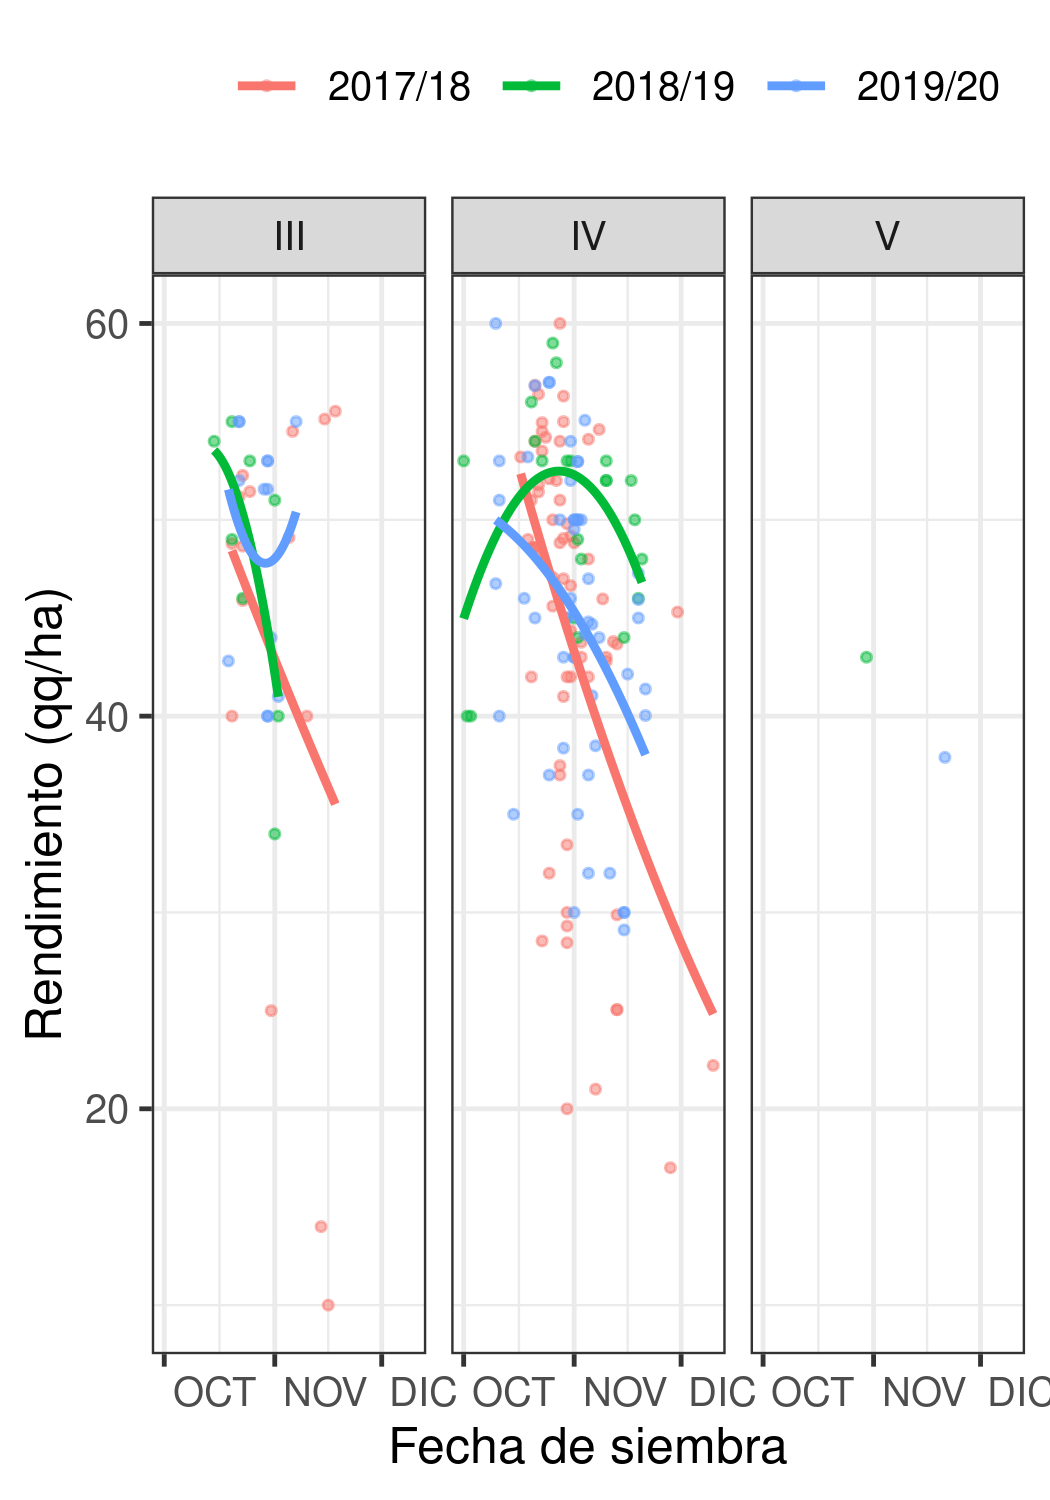 2017/18 2018/19 2019/20
III IV V
Rendimiento (qq/ha)
60
40
20
OCT NOV DIC OCT NOV DIC OCT NOV DIC
Fecha de siembra